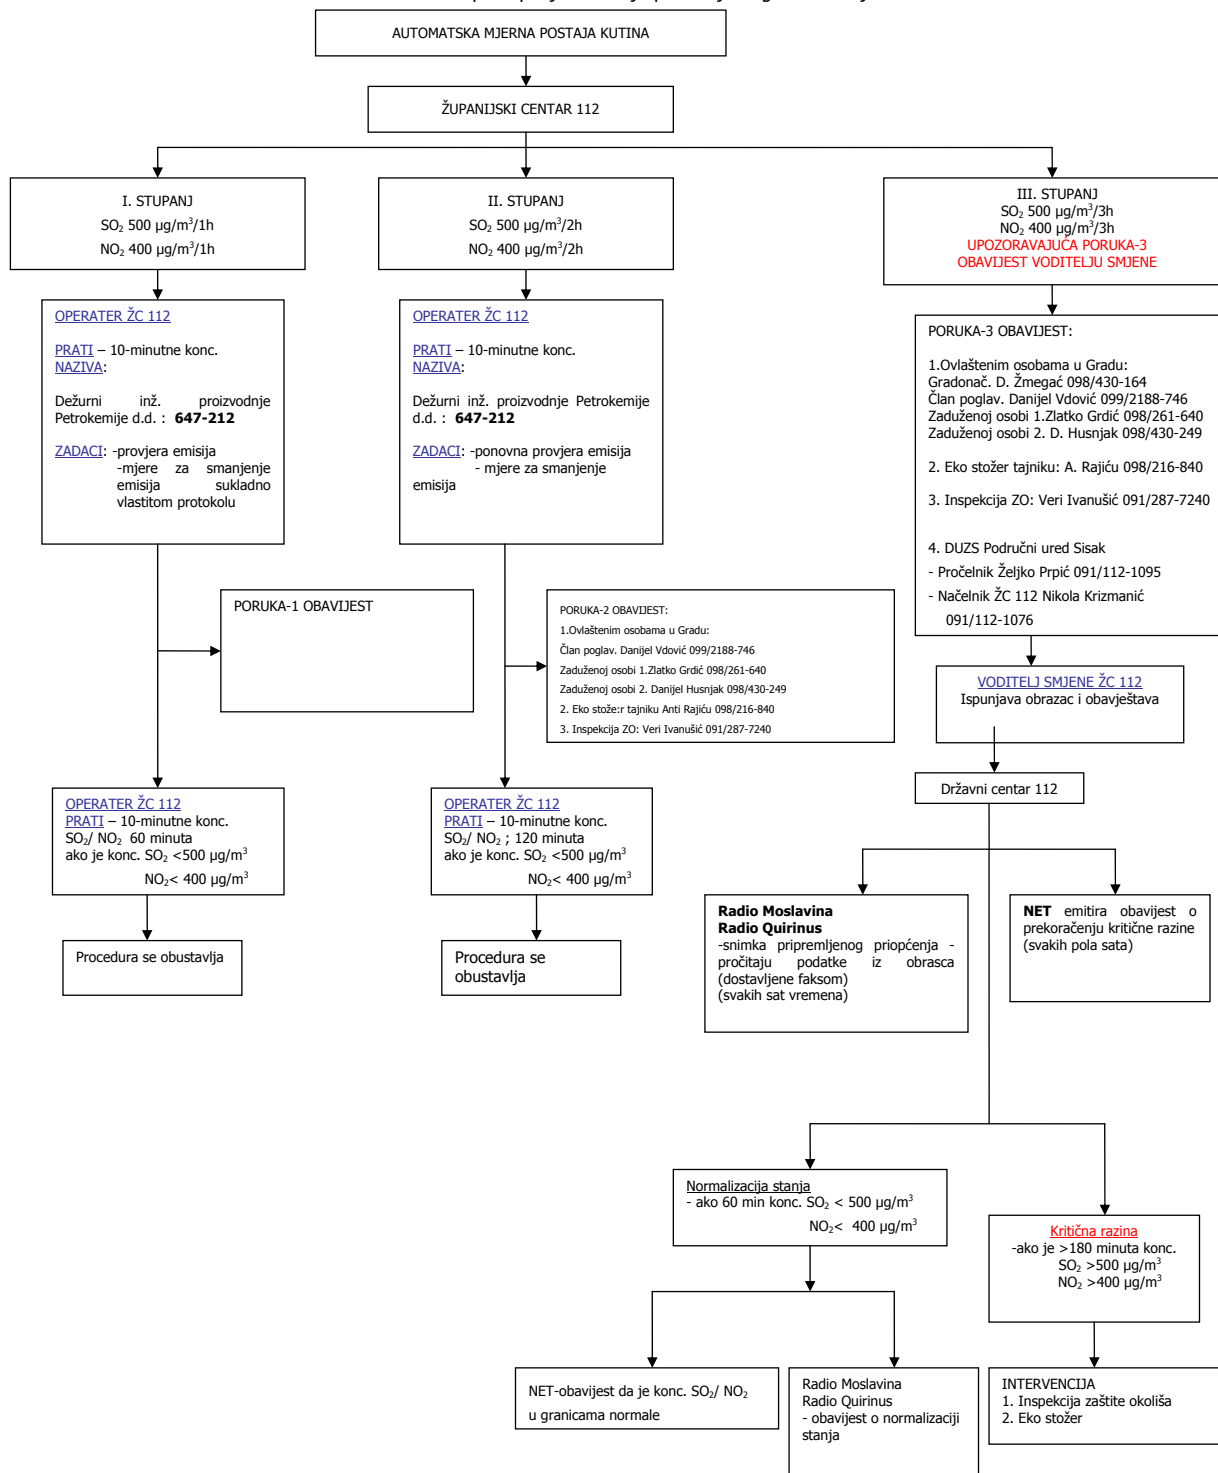 AUTOMATSKA MJERNA POSTAJA KUTINA
ŽUPANIJSKI CENTAR 112
I. STUPANJ
SO₂ 500 µg/m³/1h
NO₂ 400 µg/m³/1h
II. STUPANJ
SO₂ 500 µg/m³/2h
NO₂ 400 µg/m³/2h
III. STUPANJ
SO₂ 500 µg/m³/3h
NO₂ 400 µg/m³/3h
UPOZORAVAJUĆA PORUKA-3
OBAVIJEST VODITELJU SMJENE
OPERATER ŽC 112
PRATI – 10-minutne konc.
NAZIVA:
Dežurni inž. proizvodnje
Petrokemije d.d. : 647-212
ZADACI: -provjera emisija
-mjere za smanjenje
emisija sukladno
vlastitom protokolu
OPERATER ŽC 112
PRATI – 10-minutne konc.
NAZIVA:
Dežurni inž. proizvodnje Petrokemije
d.d. : 647-212
ZADACI: -ponovna provjera emisija
- mjere za smanjenje
emisija
PORUKA-3 OBAVIJEST:
1.Ovlaštenim osobama u Gradu:
Gradonač. D. Žmegać 098/430-164
Član poglav. Danijel Vdović 099/2188-746
Zaduženoj osobi 1.Zlatko Grdić 098/261-640
Zaduženoj osobi 2. D. Husnjak 098/430-249
2. Eko stožer tajniku: A. Rajiću 098/216-840
3. Inspekcija ZO: Veri Ivanušić 091/287-7240
4. DUZS Područni ured Sisak
- Pročelnik Željko Prpić 091/112-1095
- Načelnik ŽC 112 Nikola Krizmanić
091/112-1076
PORUKA-1 OBAVIJEST
PORUKA-2 OBAVIJEST:
1.Ovlaštenim osobama u Gradu:
Član poglav. Danijel Vdović 099/2188-746
Zaduženoj osobi 1.Zlatko Grdić 098/261-640
Zaduženoj osobi 2. Danijel Husnjak 098/430-249
2. Eko stože:r tajniku Anti Rajiću 098/216-840
3. Inspekcija ZO: Veri Ivanušić 091/287-7240
VODITELJ SMJENE ŽC 112
Ispunjava obrazac i obavještava
Državni centar 112
OPERATER ŽC 112
PRATI – 10-minutne konc.
SO₂/ NO₂ 60 minuta
ako je konc. SO₂ <500 µg/m³
NO₂< 400 µg/m³
OPERATER ŽC 112
PRATI – 10-minutne konc.
SO₂/ NO₂ ; 120 minuta
ako je konc. SO₂ <500 µg/m³
NO₂< 400 µg/m³
Procedura se obustavlja
Procedura se
obustavlja
Radio Moslavina
Radio Quirinus
-snimka pripremljenog priopćenja -
pročitaju podatke iz obrasca
(dostavljene faksom)
(svakih sat vremena)
NET emitira obavijest o
prekoračenju kritične razine
(svakih pola sata)
Normalizacija stanja
- ako 60 min konc. SO₂ < 500 µg/m³
NO₂< 400 µg/m³
Kritična razina
-ako je >180 minuta konc.
SO₂ >500 µg/m³
NO₂ >400 µg/m³
NET-obavijest da je konc. SO₂/ NO₂
u granicama normale
Radio Moslavina
Radio Quirinus
- obavijest o normalizaciji
stanja
INTERVENCIJA
1. Inspekcija zaštite okoliša
2. Eko stožer